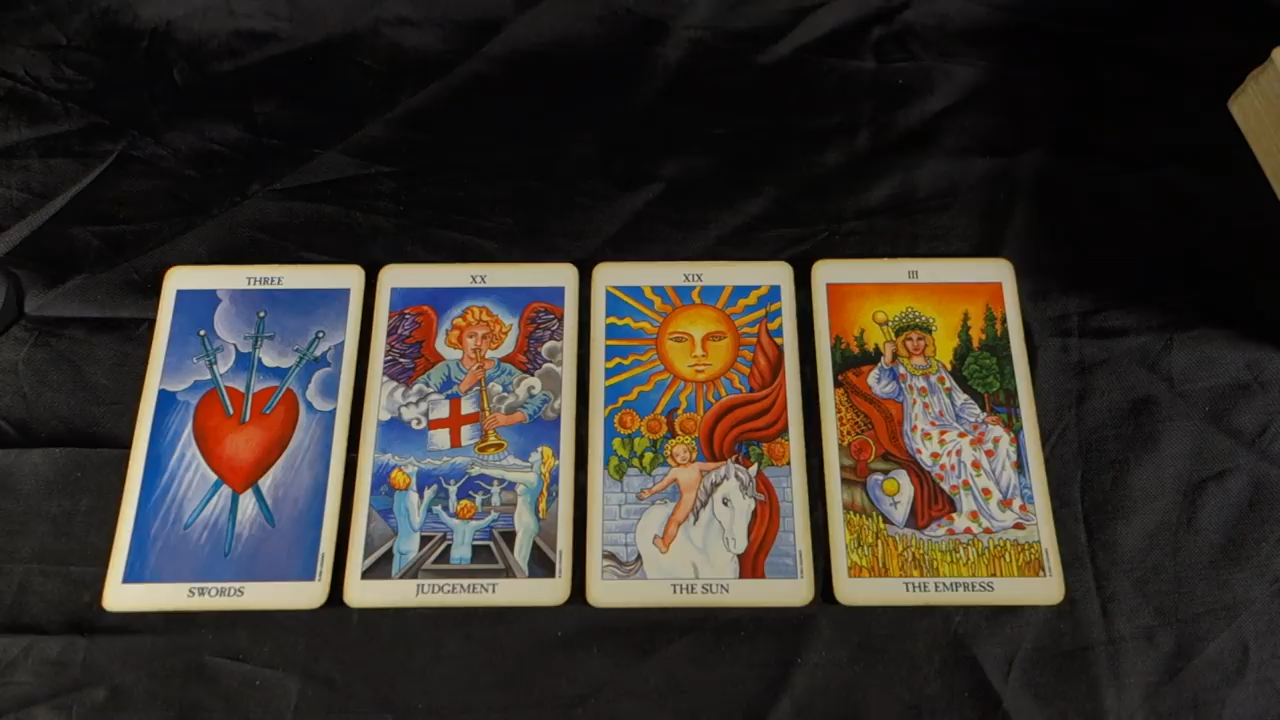 THREE
SWORDS
XX
JUDGEMENT
XIX
THE SUN
III
THE EMPRESS